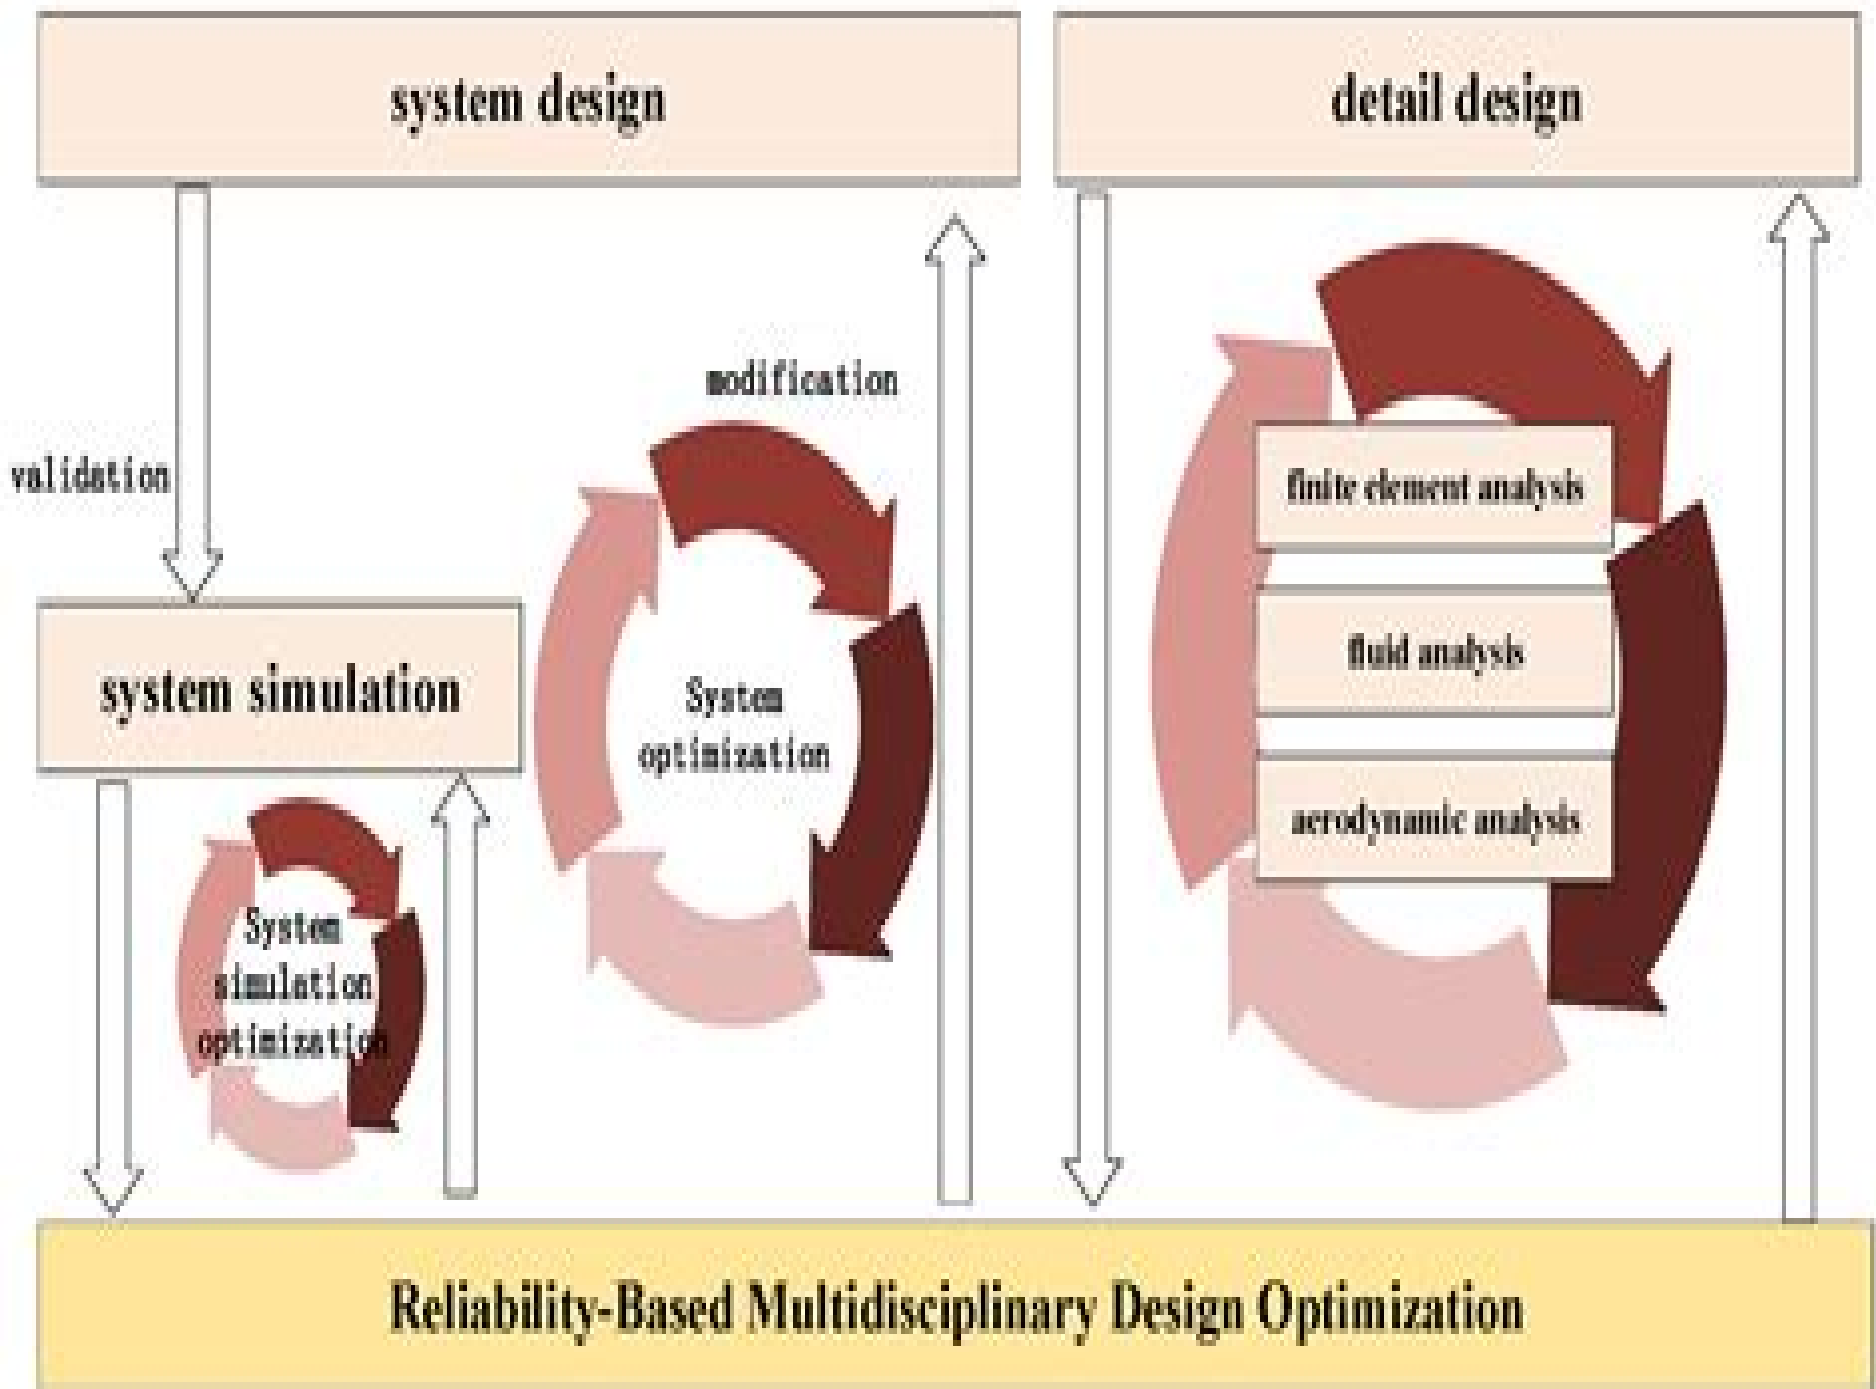 system design
detail design
modification
validation
finite element analysis
system simulation
System
optimization
fluid analysis
aerodynamic analysis
System
simulation
optimization
Reliability-Based Multidisciplinary Design Optimization